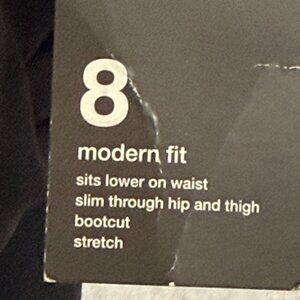 8
modern fit
sits lower on waist
slim through hip and thigh
bootcut
stretch